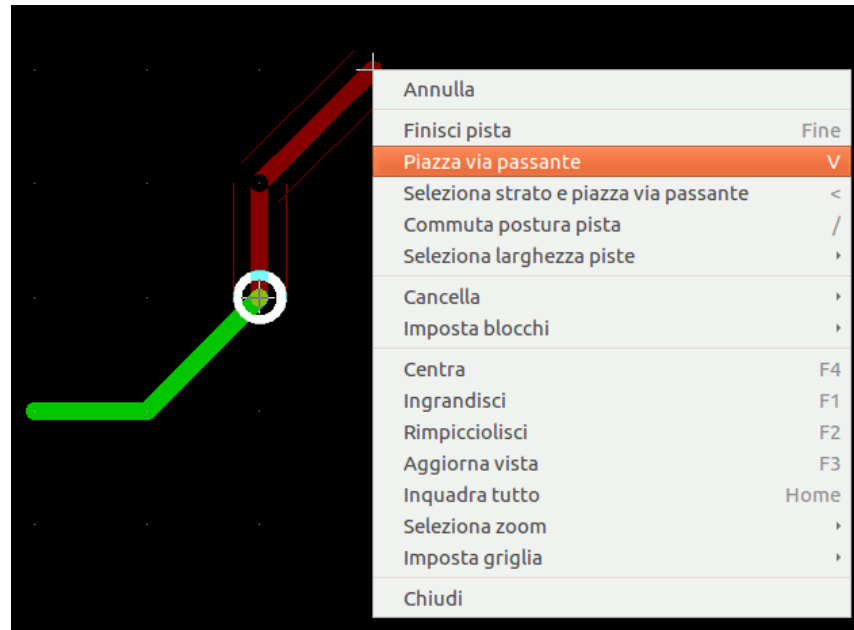 Annulla
Finisci pista Fine
Piazza via passante V
Seleziona strato e piazza via passante <
Commuta postura pista /
Seleziona larghezza piste
Cancella
Imposta blocchi
Centra F4
Ingrandisci F1
Rimpicciolisci F2
Aggiorna vista F3
Inquadra tutto Home
Seleziona zoom
Imposta griglia
Chiudi